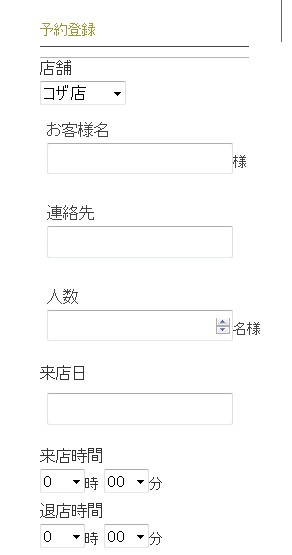 予約登録
店舗
コザ店
お客様名
様
連絡先
人数
名様
来店日
来店時間
0 時 00 分
退店時間
0 時 00 分